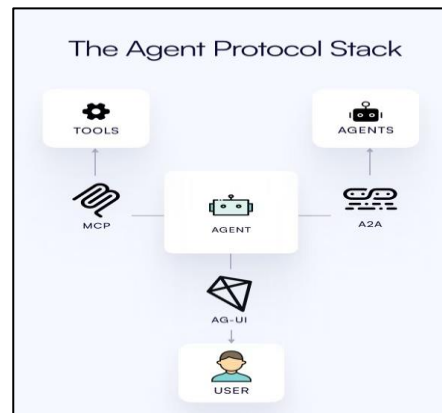 The Agent Protocol Stack
TOOLS
AGENTS
MCP
AGENT
A2A
AG-UI
USER